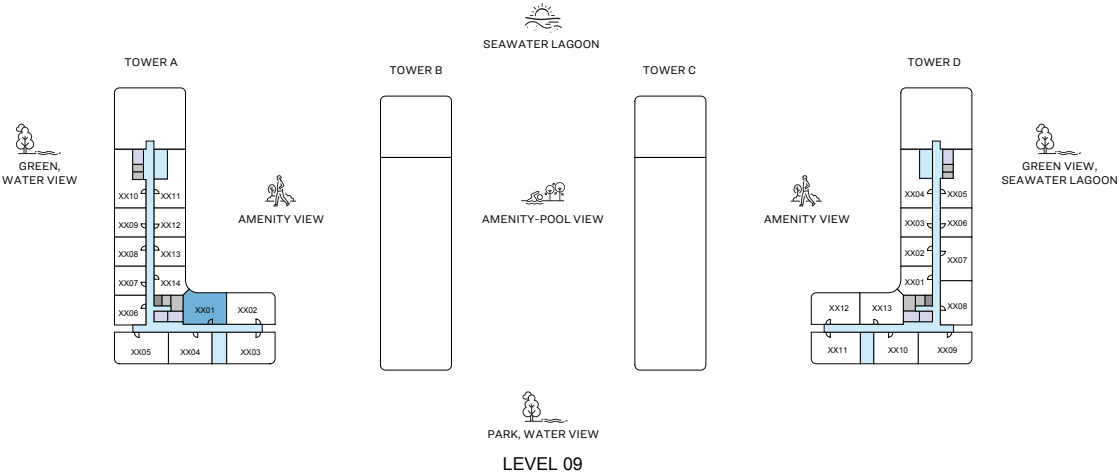 SEAWATER LAGOON
TOWER A
TOWER B
TOWER C
TOWER D
GREEN,
WATER VIEW
AMENITY VIEW
AMENITY-POOL VIEW
AMENITY VIEW
GREEN VIEW,
SEAWATER LAGOON
XX10 XX11
XX09 XX12
XX08 XX13
XX07 XX14
XX06 XX01 XX02
XX05 XX04 XX03
XX04 XX05
XX03 XX06
XX02 XX07
XX01
XX12 XX13 XX08
XX11 XX10 XX09
PARK, WATER VIEW
LEVEL 09